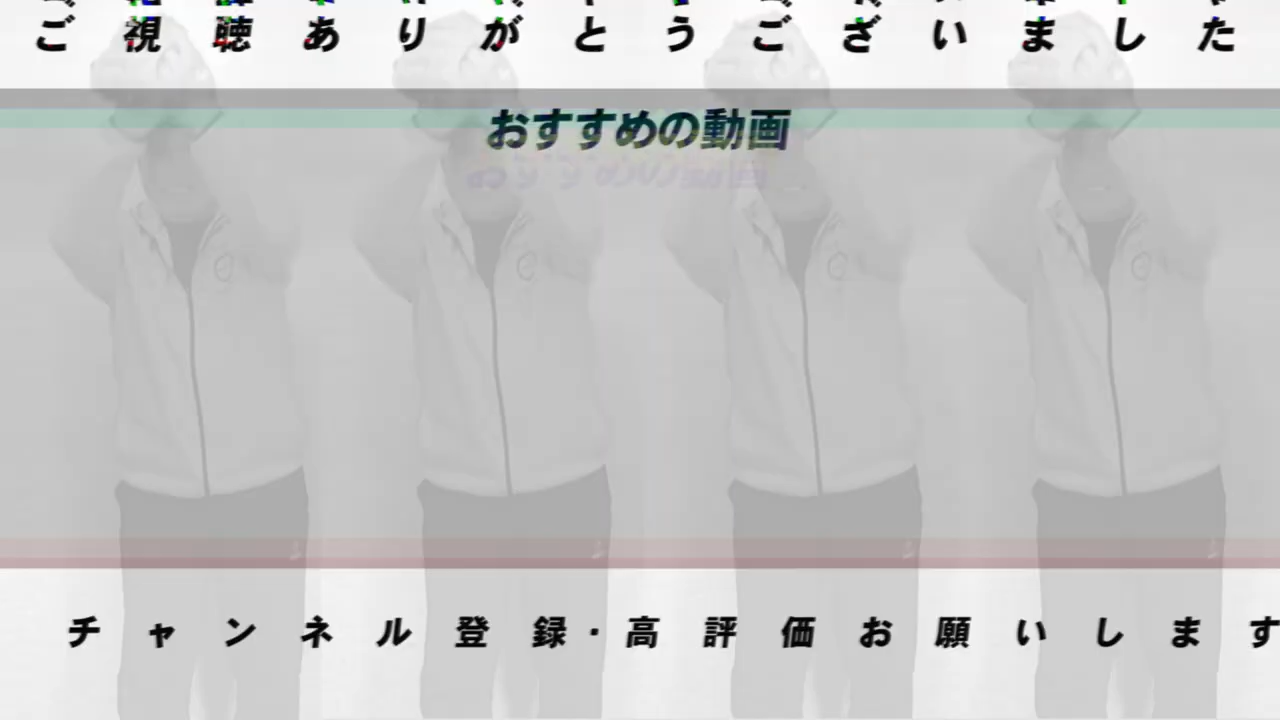 ご視聴ありがとうございました
おすすめの動画
チャンネル登録・高評価お願いします